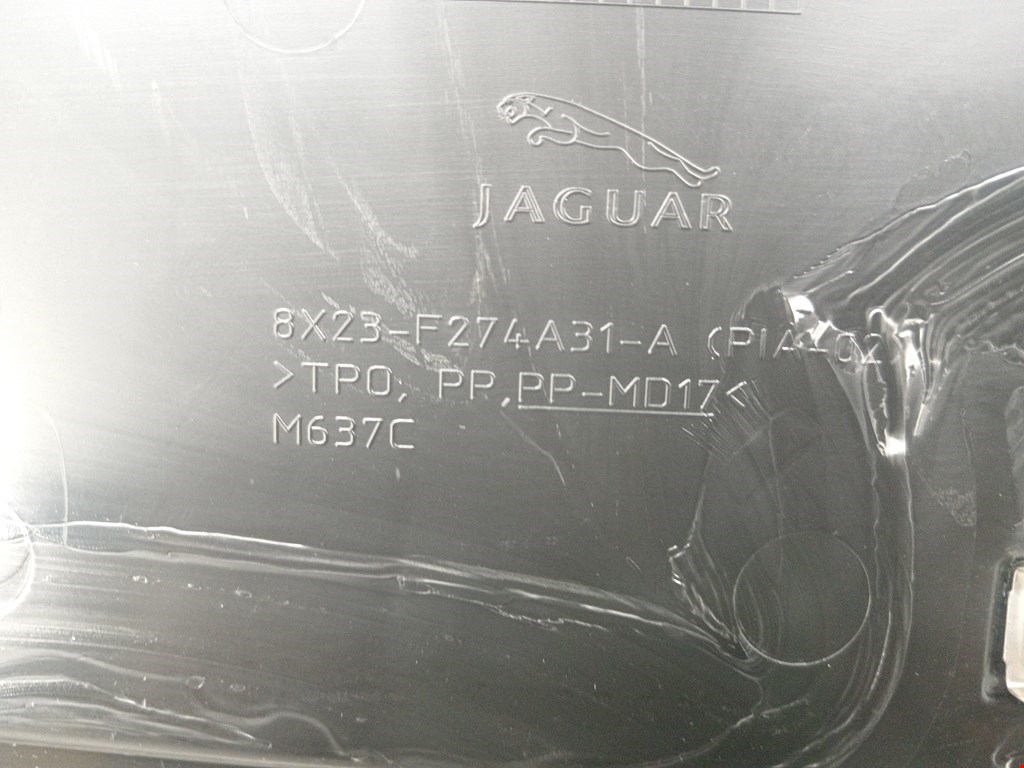 JAGUAR
8X23-F274A31-A (PIA-02
>TPO, PP,PP-MD17<
M637C